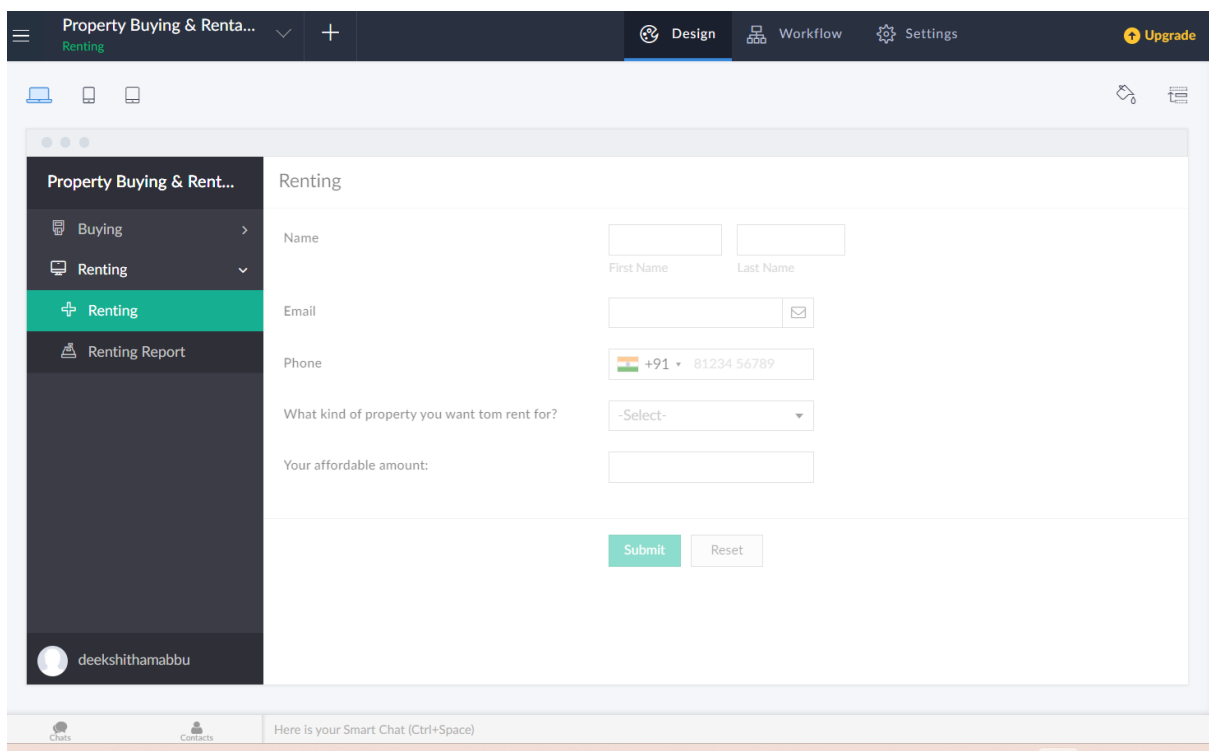 Property Buying & Renta...
Renting
Design
Workflow
Settings
Upgrade
Property Buying & Rent...
Renting
Buying
Renting
Renting
Renting Report
Name
First Name
Last Name
Email
Phone
+91
81234 56789
What kind of property you want tom rent for?
-Select-
Your affordable amount:
Submit
Reset
deekshithamabbu
Chats
Contacts
Here is your Smart Chat (Ctrl+Space)